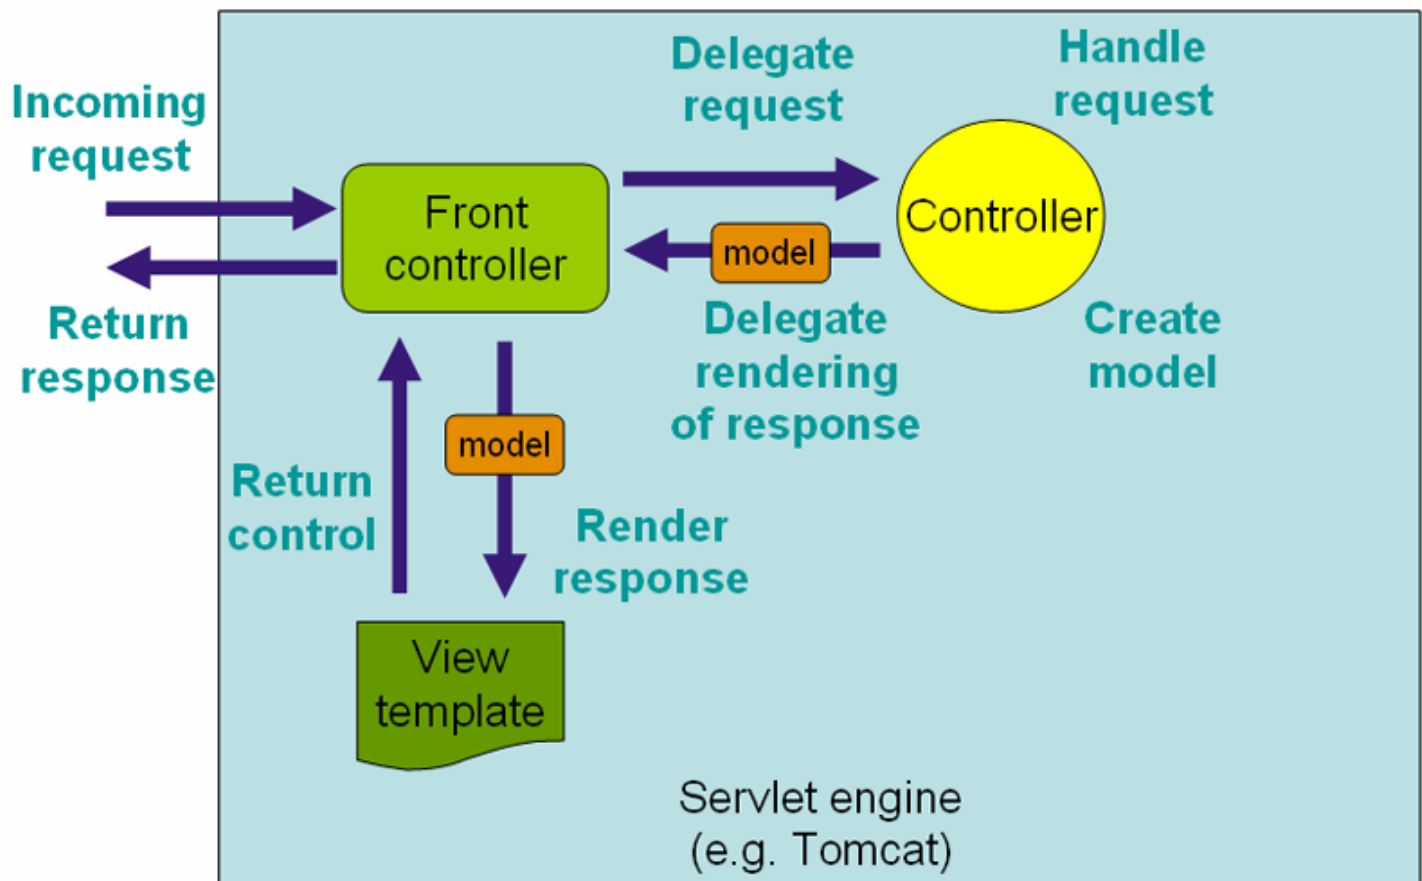 Incoming
request
Return
response
Front
controller
Delegate
request
Handle
request
Controller
model
Delegate
rendering
of response
Create
model
Return
control
model
Render
response
View
template
Servlet engine
(e.g. Tomcat)